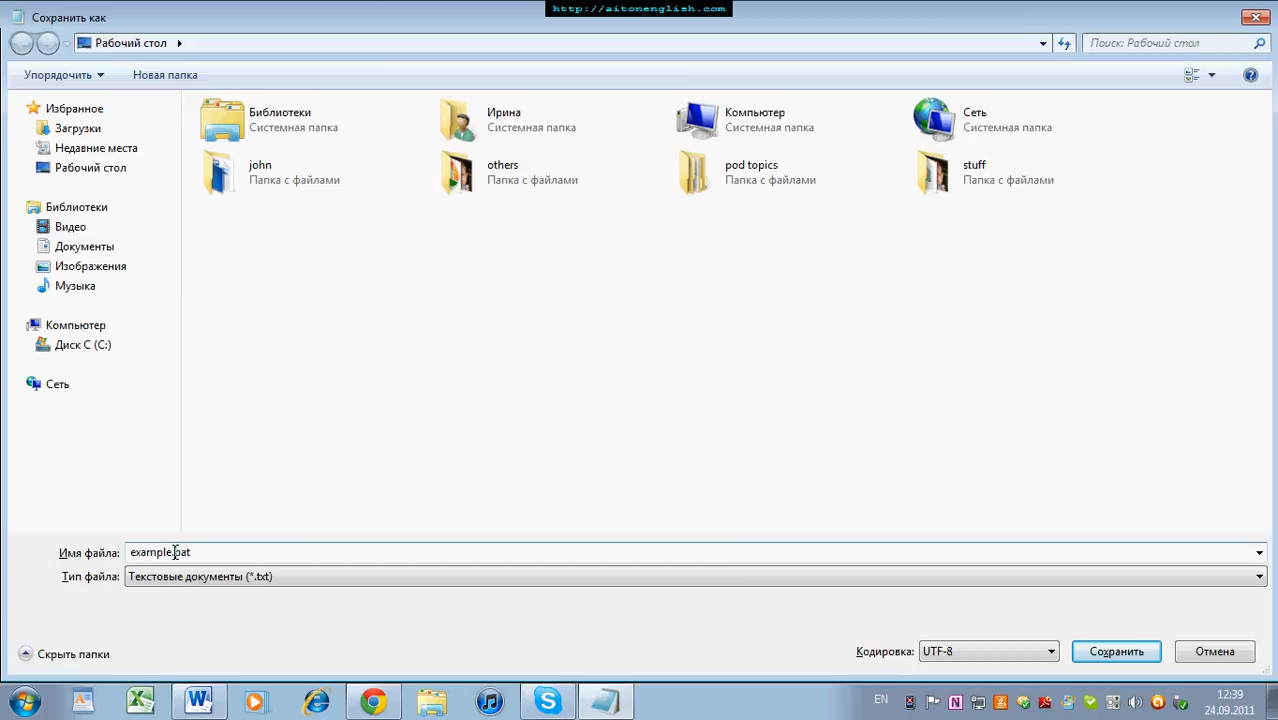 http://aitonenglish.com
Сохранить как
Рабочий стол
Поиск: Рабочий стол
Упорядочить
Новая папка
Избранное
Загрузки
Недавние места
Рабочий стол
Библиотеки
Видео
Документы
Изображения
Музыка
Компьютер
Диск C (C:)
Сеть
Библиотеки
Системная папка
Ирина
Системная папка
Компьютер
Системная папка
Сеть
Системная папка
john
Папка с файлами
others
Папка с файлами
pod topics
Папка с файлами
stuff
Папка с файлами
Имя файла:
Тип файла: Текстовые документы (*.txt)
Скрыть папки
Кодировка: UTF-8
Сохранить
Отмена
EN
12:39
24.09.2011